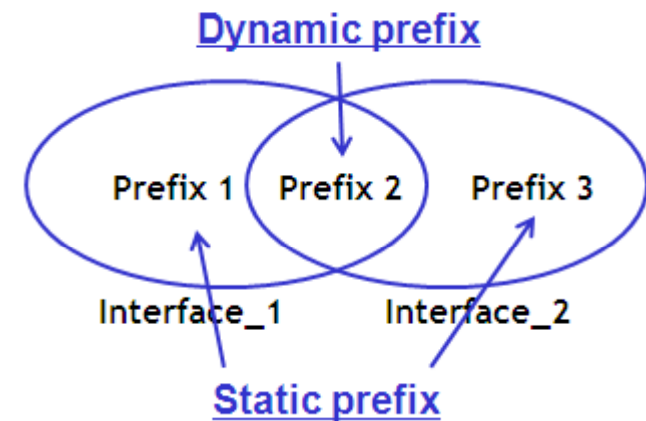 Dynamic prefix
Prefix 1 Prefix 2 Prefix 3
Interface_1 Interface_2
Static prefix